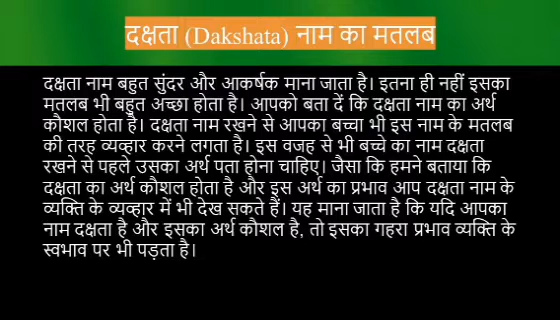 दक्षता (Dakshata) नाम का मतलब
दक्षता नाम बहुत सुंदर और आकर्षक माना जाता है। इतना ही नहीं इसका
मतलब भी बहुत अच्छा होता है। आपको बता दें कि दक्षता नाम का अर्थ
कौशल होता है। दक्षता नाम रखने से आपका बच्चा भी इस नाम के मतलब
की तरह व्यव्हार करने लगता है। इस वजह से भी बच्चे का नाम दक्षता
रखने से पहले उसका अर्थ पता होना चाहिए। जैसा कि हमने बताया कि
दक्षता का अर्थ कौशल होता है और इस अर्थ का प्रभाव आप दक्षता नाम के
व्यक्ति के व्यव्हार में भी देख सकते हैं। यह माना जाता है कि यदि आपका
नाम दक्षता है और इसका अर्थ कौशल है, तो इसका गहरा प्रभाव व्यक्ति के
स्वभाव पर भी पड़ता है।